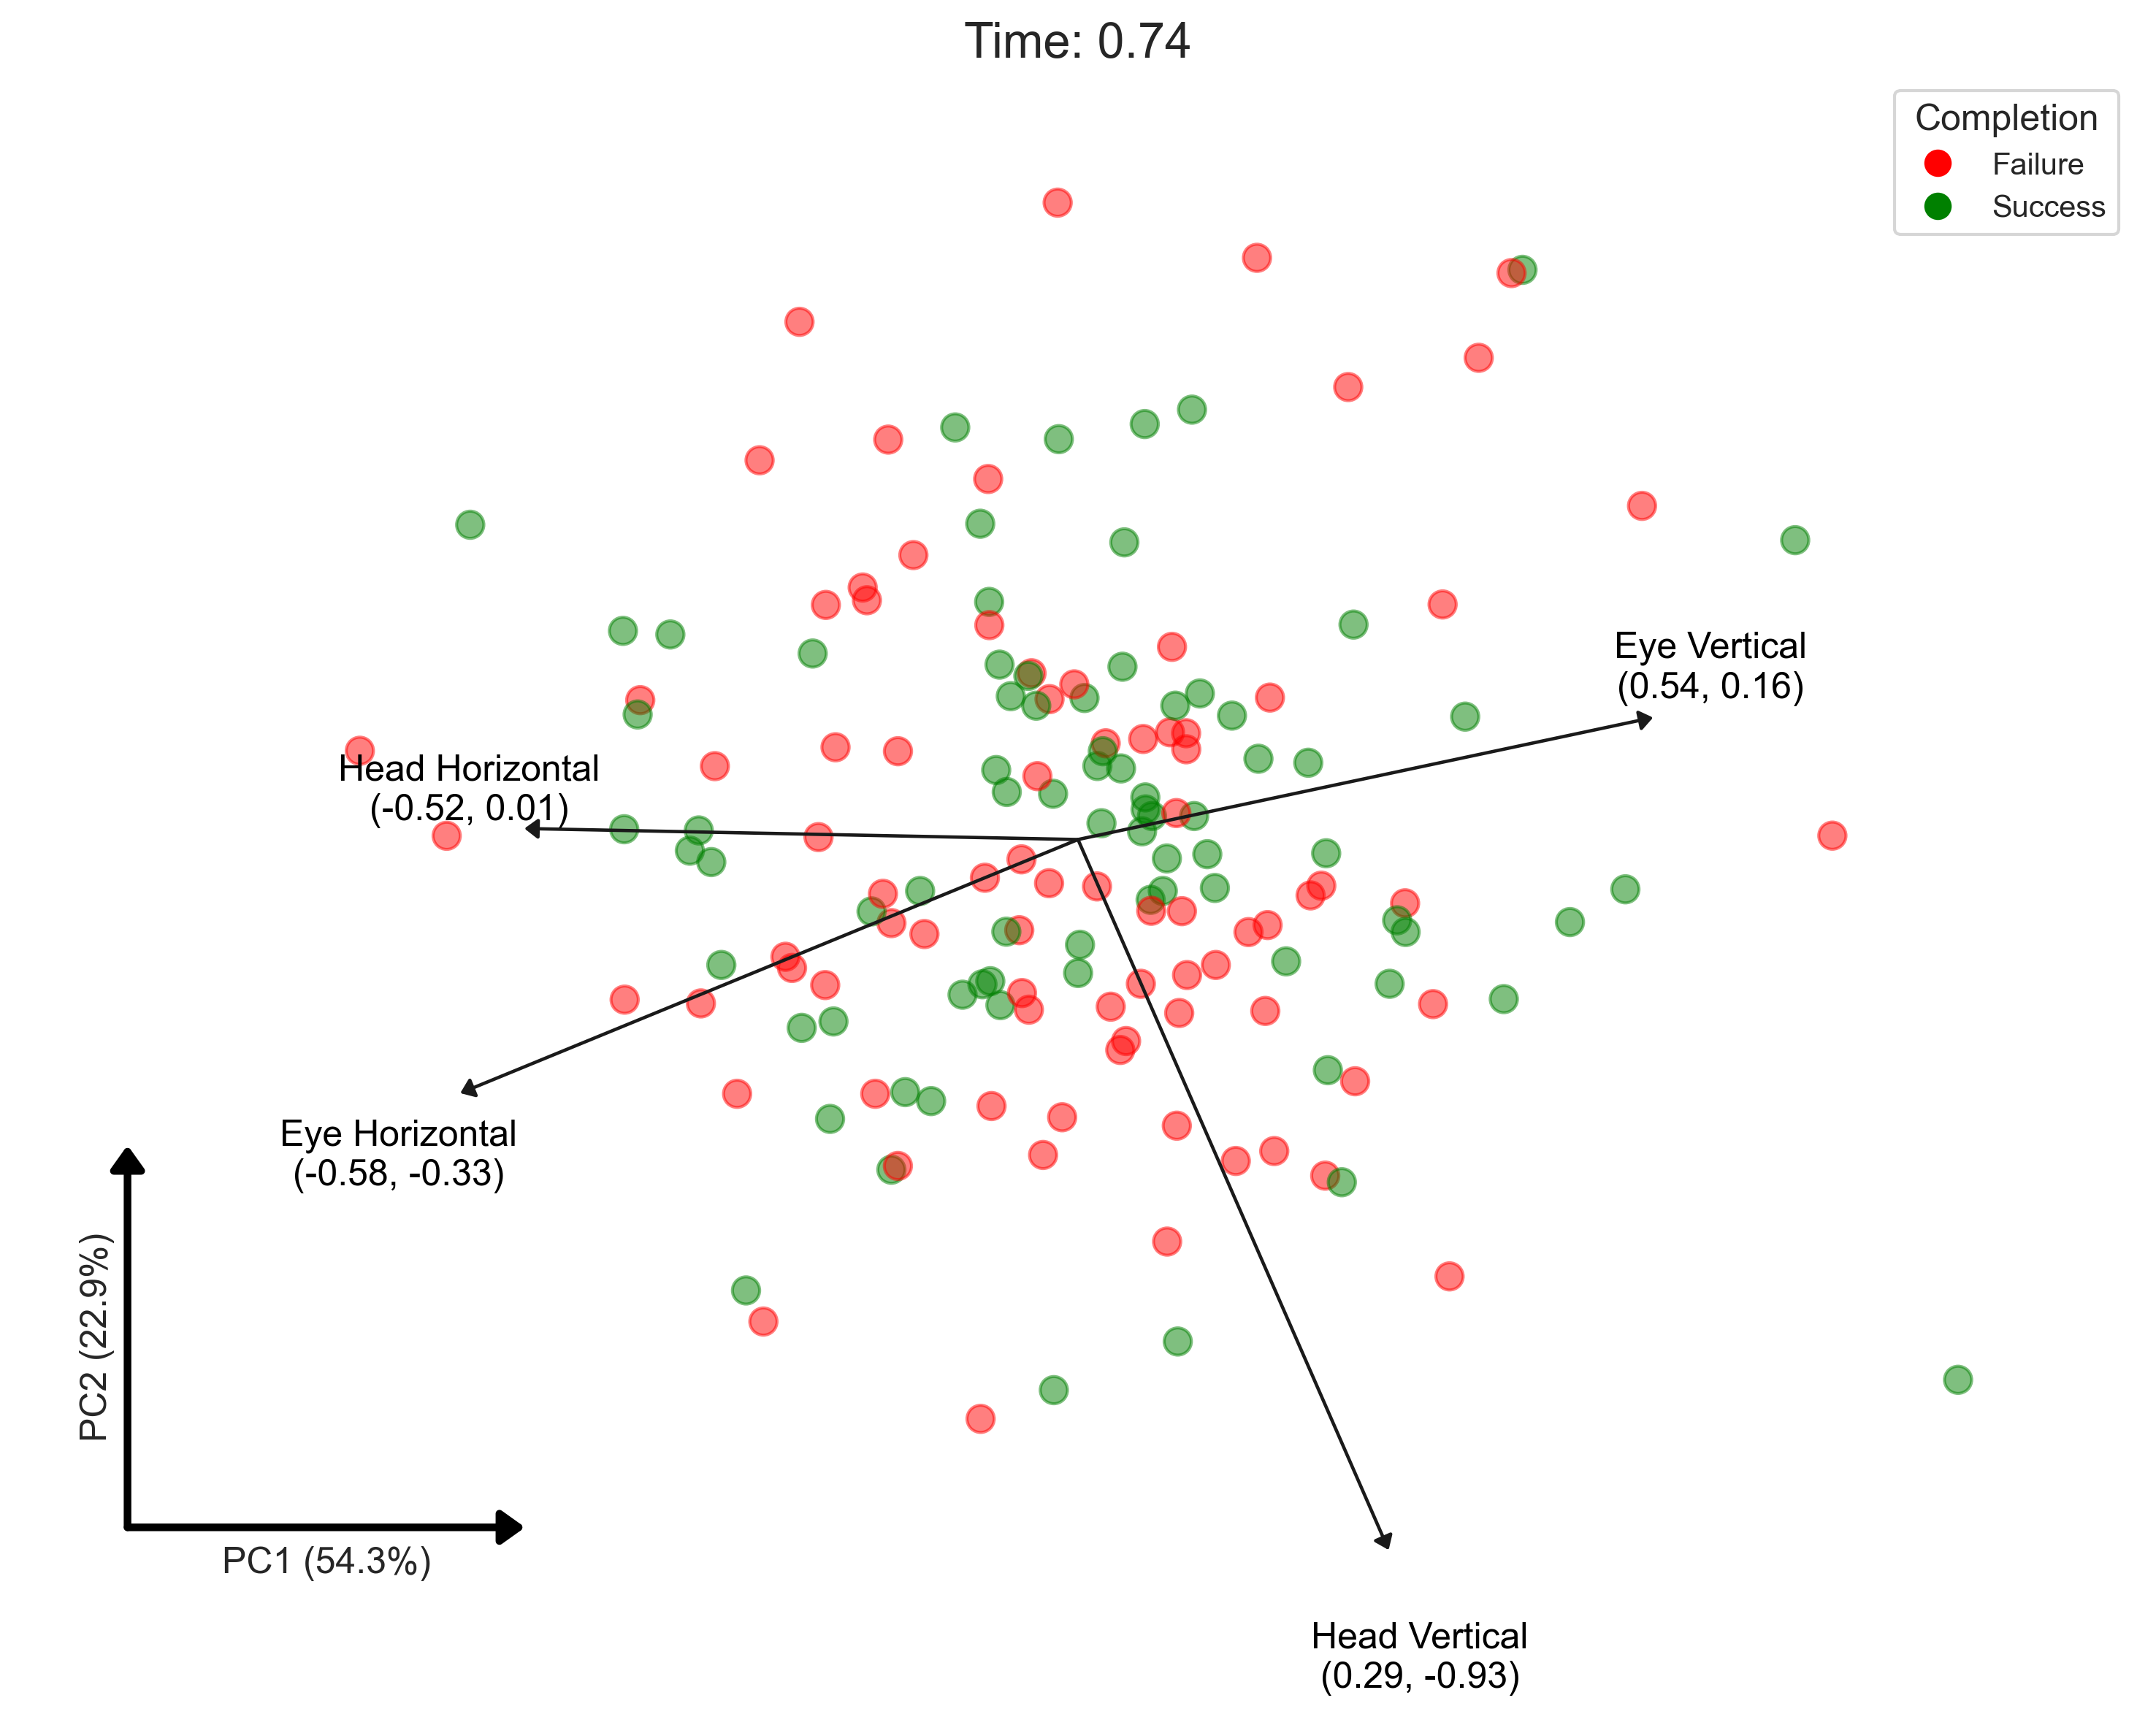 Time: 0.74
Completion
Failure
Success
Eye Vertical
(0.54, 0.16)
Head Horizontal
(-0.52, 0.01)
Eye Horizontal
(-0.58, -0.33)
PC2 (22.9%)
PC1 (54.3%)
Head Vertical
(0.29, -0.93)